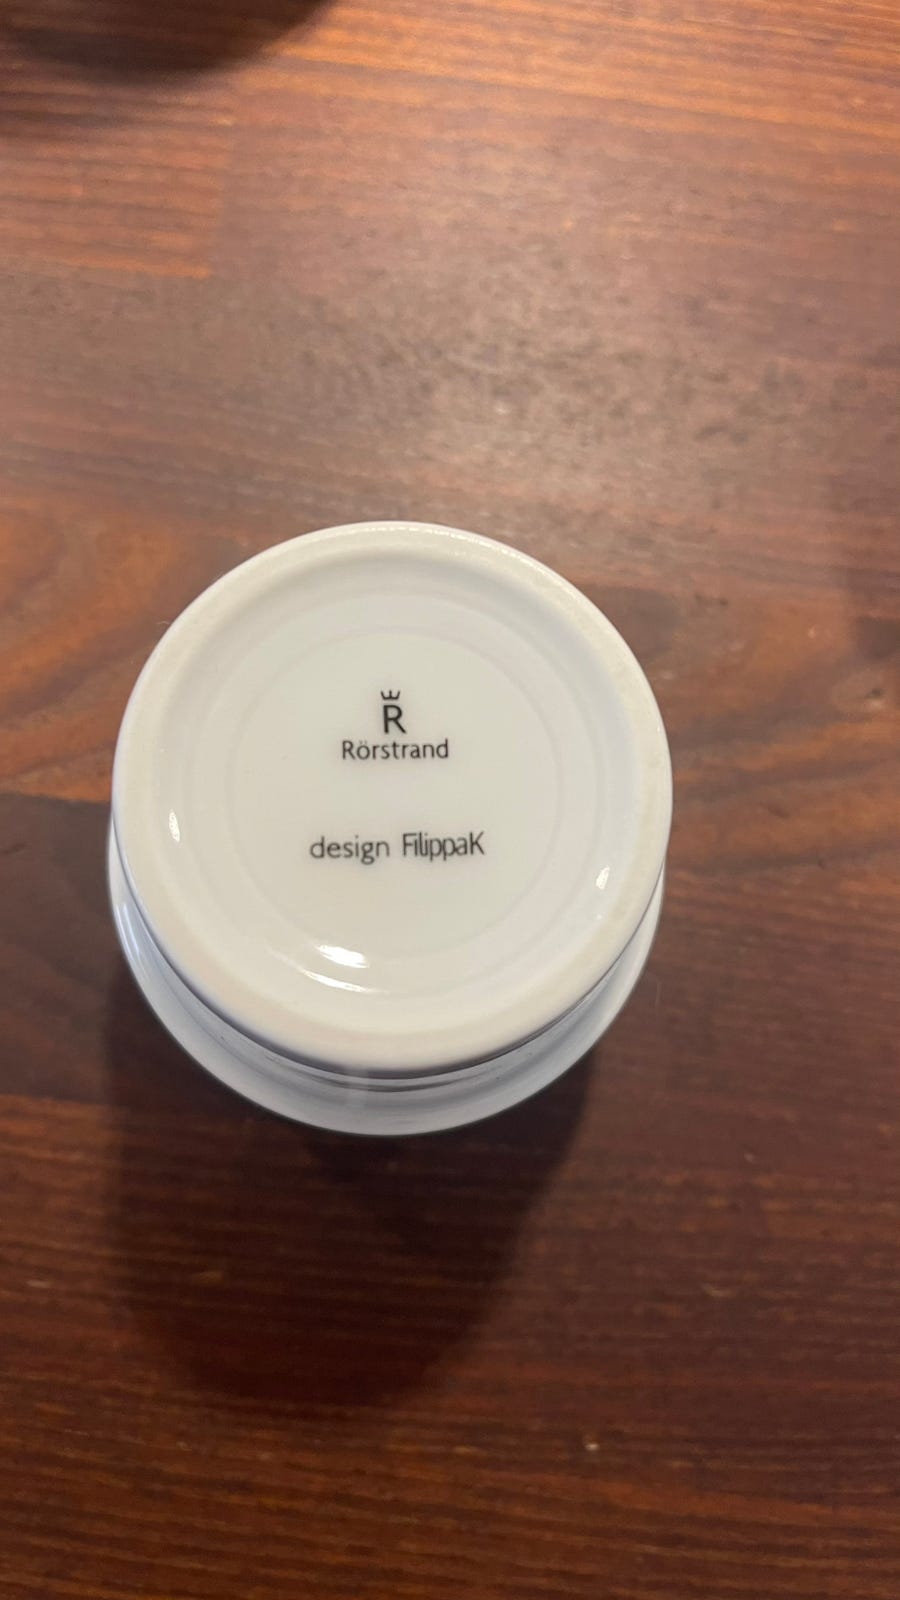 R
Rörstrand
design FilippaK